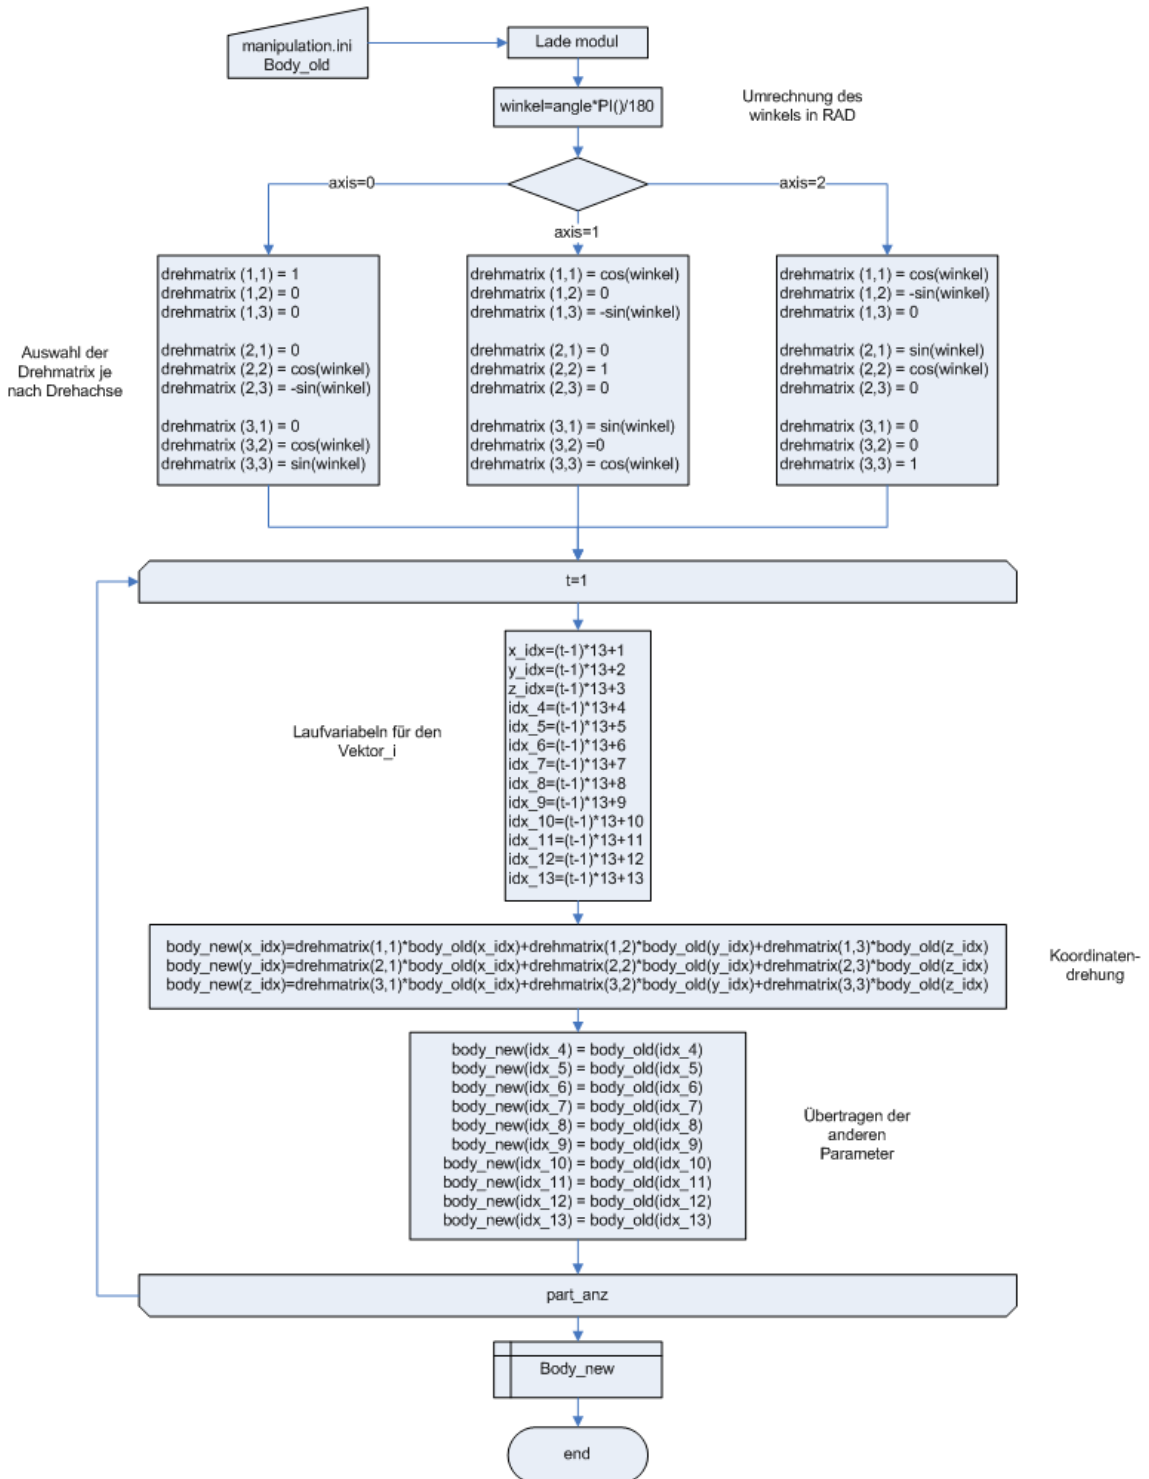 manipulation.ini
Body_old
Lade modul
winkel=angle*PI()/180
Umrechnung des
winkels in RAD
axis=0
axis=2
axis=1
Auswahl der
Drehmatrix je
nach Drehachse
drehmatrix (1,1) = 1
drehmatrix (1,2) = 0
drehmatrix (1,3) = 0
drehmatrix (2,1) = 0
drehmatrix (2,2) = cos(winkel)
drehmatrix (2,3) = -sin(winkel)
drehmatrix (3,1) = 0
drehmatrix (3,2) = cos(winkel)
drehmatrix (3,3) = sin(winkel)
drehmatrix (1,1) = cos(winkel)
drehmatrix (1,2) = 0
drehmatrix (1,3) = -sin(winkel)
drehmatrix (2,1) = 0
drehmatrix (2,2) = 1
drehmatrix (2,3) = 0
drehmatrix (3,1) = sin(winkel)
drehmatrix (3,2) =0
drehmatrix (3,3) = cos(winkel)
drehmatrix (1,1) = cos(winkel)
drehmatrix (1,2) = -sin(winkel)
drehmatrix (1,3) = 0
drehmatrix (2,1) = sin(winkel)
drehmatrix (2,2) = cos(winkel)
drehmatrix (2,3) = 0
drehmatrix (3,1) = 0
drehmatrix (3,2) = 0
drehmatrix (3,3) = 1
t=1
Laufvariabeln für den
Vektor_i
x_idx=(t-1)*13+1
y_idx=(t-1)*13+2
z_idx=(t-1)*13+3
idx_4=(t-1)*13+4
idx_5=(t-1)*13+5
idx_6=(t-1)*13+6
idx_7=(t-1)*13+7
idx_8=(t-1)*13+8
idx_9=(t-1)*13+9
idx_10=(t-1)*13+10
idx_11=(t-1)*13+11
idx_12=(t-1)*13+12
idx_13=(t-1)*13+13
body_new(x_idx)=drehmatrix(1,1)*body_old(x_idx)+drehmatrix(1,2)*body_old(y_idx)+drehmatrix(1,3)*body_old(z_idx)
body_new(y_idx)=drehmatrix(2,1)*body_old(x_idx)+drehmatrix(2,2)*body_old(y_idx)+drehmatrix(2,3)*body_old(z_idx)
body_new(z_idx)=drehmatrix(3,1)*body_old(x_idx)+drehmatrix(3,2)*body_old(y_idx)+drehmatrix(3,3)*body_old(z_idx)
Koordinaten-
drehung
body_new(idx_4) = body_old(idx_4)
body_new(idx_5) = body_old(idx_5)
body_new(idx_6) = body_old(idx_6)
body_new(idx_7) = body_old(idx_7)
body_new(idx_8) = body_old(idx_8)
body_new(idx_9) = body_old(idx_9)
body_new(idx_10) = body_old(idx_10)
body_new(idx_11) = body_old(idx_11)
body_new(idx_12) = body_old(idx_12)
body_new(idx_13) = body_old(idx_13)
Übertragen der
anderen
Parameter
part_anz
Body_new
end